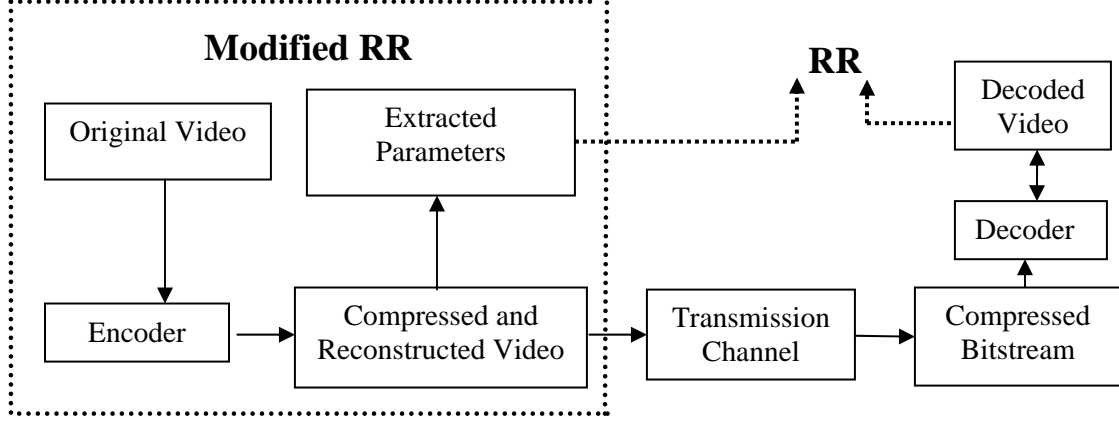 Modified RR
RR
Original Video
Extracted
Parameters
Decoded
Video
Decoder
Encoder
Compressed and
Reconstructed Video
Transmission
Channel
Compressed
Bitstream